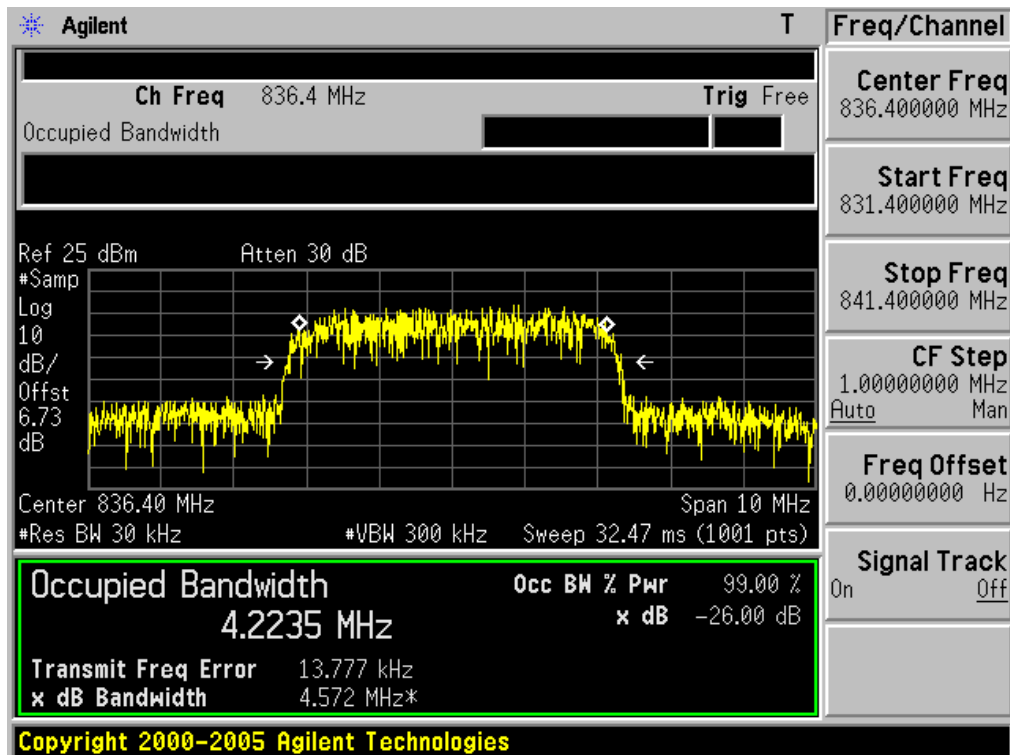 Agilent T
Ch Freq 836.4 MHz Trig Free
Occupied Bandwidth
Ref 25 dBm Atten 30 dB
#Samp
Log
10
dB/
Offst
6.73
dB
Center 836.40 MHz Span 10 MHz
#Res BW 30 kHz #VBW 300 kHz Sweep 32.47 ms (1001 pts)
Occupied Bandwidth
4.2235 MHz
Occ BW % Pwr 99.00 %
x dB -26.00 dB
Transmit Freq Error 13.777 kHz
x dB Bandwidth 4.572 MHz*
Copyright 2000-2005 Agilent Technologies
Freq/Channel
Center Freq
836.400000 MHz
Start Freq
831.400000 MHz
Stop Freq
841.400000 MHz
CF Step
1.00000000 MHz
Auto Man
Freq Offset
0.00000000 Hz
Signal Track
On Off